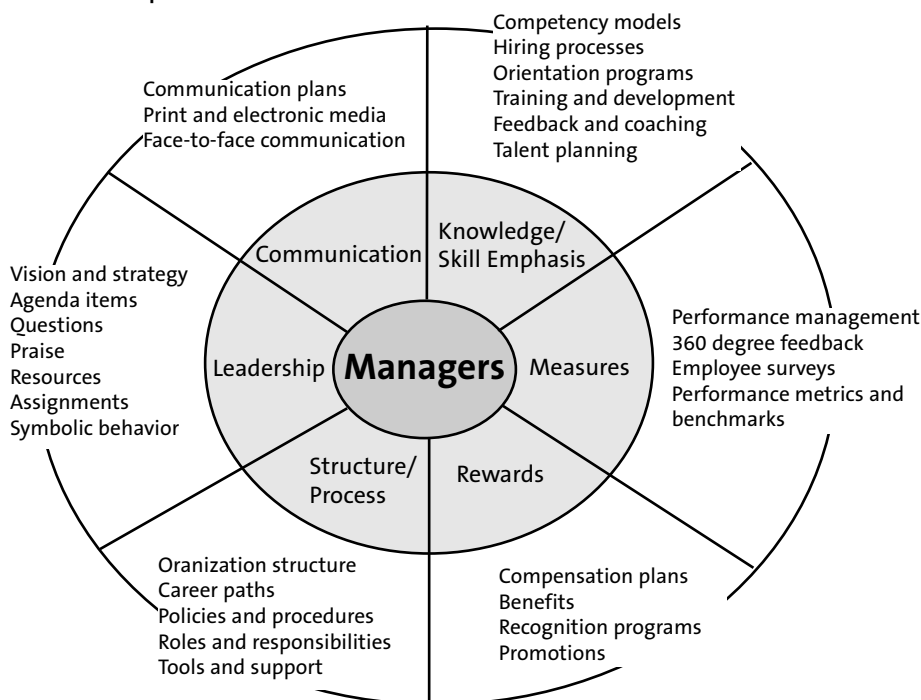 Competency models
Hiring processes
Orientation programs
Training and development
Feedback and coaching
Talent planning
Communication plans
Print and electronic media
Face-to-face communication
Knowledge/
Skill Emphasis
Communication
Vision and strategy
Agenda items
Questions
Praise
Resources
Assignments
Symbolic behavior
Leadership
Managers
Measures
Performance management
360 degree feedback
Employee surveys
Performance metrics and
benchmarks
Structure/
Process
Rewards
Oranization structure
Career paths
Policies and procedures
Roles and responsibilities
Tools and support
Compensation plans
Benefits
Recognition programs
Promotions